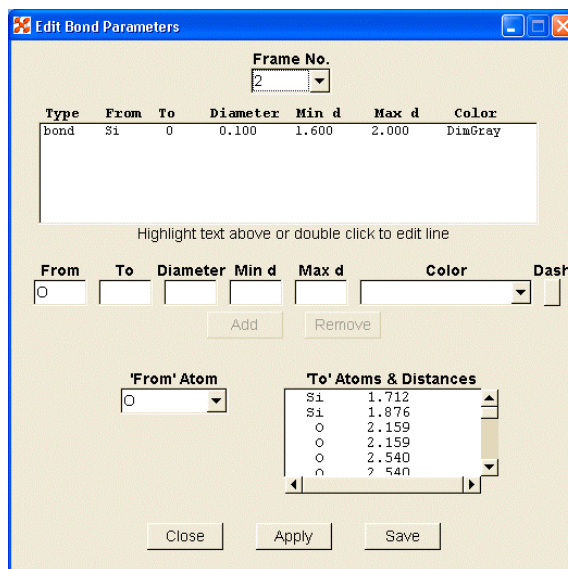 Edit Bond Parameters
Frame No.
2
Type From To Diameter Min d Max d Color
bond Si O 0.100 1.600 2.000 DimGray
Highlight text above or double click to edit line
From To Diameter Min d Max d Color Dash
O
Add Remove
'From' Atom 'To' Atoms & Distances
O
Si 1.712
Si 1.876
O 2.159
O 2.159
O 2.540
O 2.540
Close Apply Save